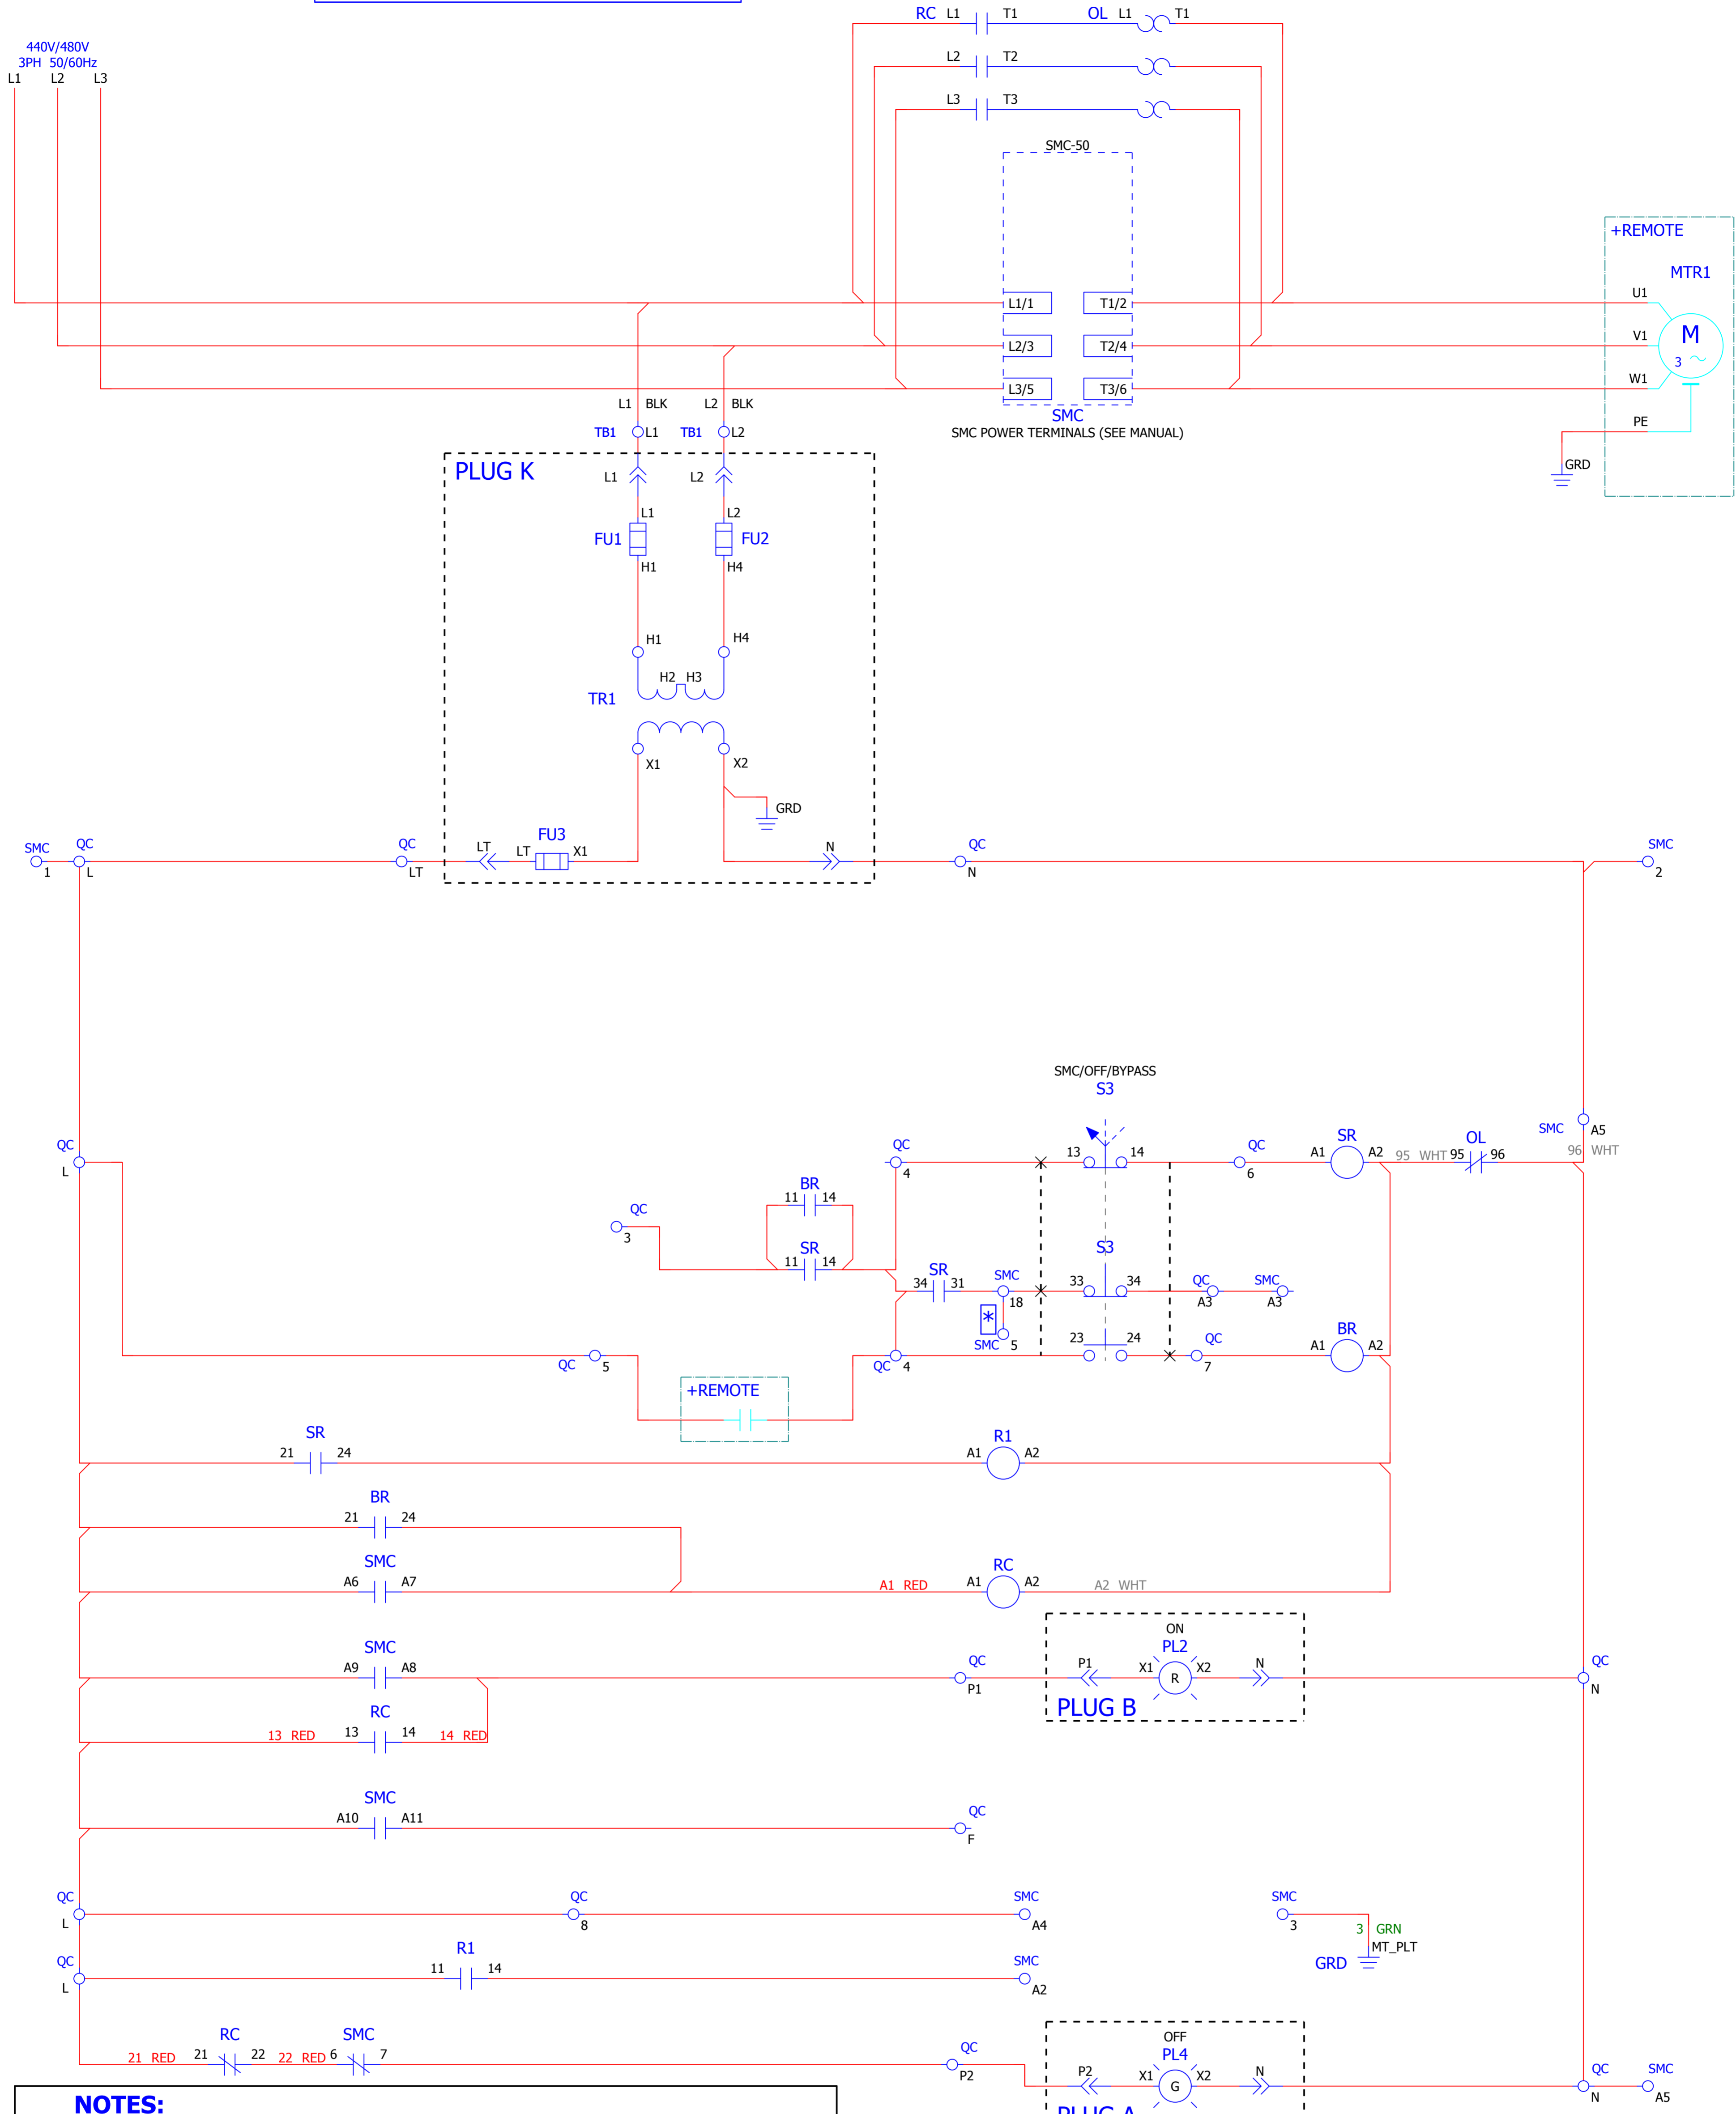 RC L1 T1 OL L1 T1
440V/480V
3PH 50/60Hz
L1 L2 L3
L2 T2
L3 T3
SMC-50
+REMOTE
MTR1
L1/1 T1/2 U1
L2/3 T2/4 V1
M
3
L3/5 T3/6 W1
L1 BLK L2 BLK
SMC
TB1 L1 TB1 L2
SMC POWER TERMINALS (SEE MANUAL)
PE
GRD
PLUG K
L1 L2
L1 L2
FU1 FU2
H1 H4
H1 H4
H2 H3
TR1
X1 X2
GRD
FU3
SMC QC QC LT LT X1 N QC SMC
1 L LT N 2
SMC/OFF/BYPASS
S3
SMC A5
QC QC 13 14 QC SR OL
A1 A2 95 WHT 95 96 96 WHT
L 4 6
BR
11 14
QC
3
SR S3
11 14
SR SMC QC SMC
34 31 33 34
18 A3 A3
*
SMC 5 23 24 QC BR
A1 A2
QC 5 QC 4 7
+REMOTE
SR R1
21 24 A1 A2
BR
21 24
SMC RC
A6 A7 A1 RED A1 A2 A2 WHT
ON
SMC PL2
A9 A8 QC P1 X1 R X2 N QC
P1 N
PLUG B
RC
13 RED 13 14 14 RED
SMC
A10 A11 QC
F
QC QC SMC SMC
L 8 A4 3
3 GRN
MT_PLT
GRD
QC R1 SMC
11 14
L A2
OFF
RC SMC PL4
21 RED 21 22 22 RED 6 7 QC P2 X1 G X2 N QC SMC
P2 N A5
NOTES:
PLUG A